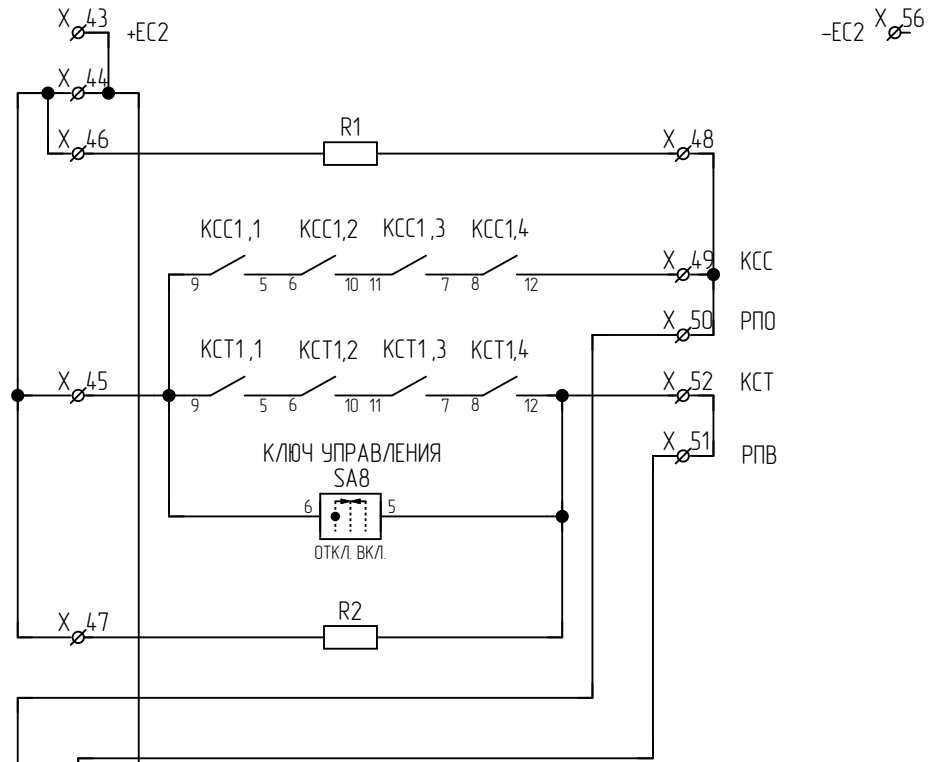 X 43 +EC2 -EC2 X 56
X 44
X 46 R1 X 48
КСС1,1 КСС1,2 КСС1,3 КСС1,4 X 49 КСС
9 5 6 10 11 7 8 12
X 50 РПО
КСТ1,1 КСТ1,2 КСТ1,3 КСТ1,4
X 45 X 52 КСТ
9 5 6 10 11 7 8 12
КЛЮЧ УПРАВЛЕНИЯ X 51 РПВ
SA8
6 5
ОТКЛ. ВКЛ.
X 47 R2